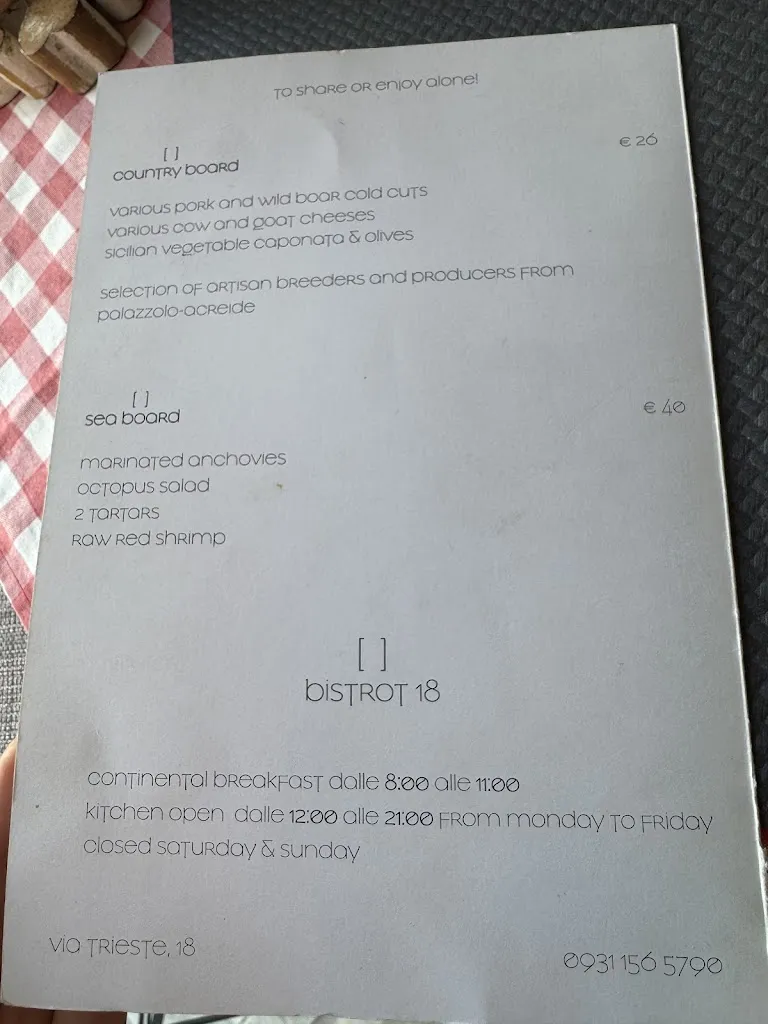 to share or enjoy alone!
[ ]
country board
€ 26
various pork and wild boar cold cuts
various cow and goat cheeses
sicilian vegetable caponata & olives
selection of artisan breeders and producers from
palazzolo-acreide
[ ]
sea board
€ 40
marinated anchovies
octopus salad
2 tartars
raw red shrimp
[ ]
bistrot 18
continental breakfast dalle 8:00 alle 11:00
kitchen open dalle 12:00 alle 21:00 from monday to friday
closed saturday & sunday
via trieste, 18
0931 156 5790